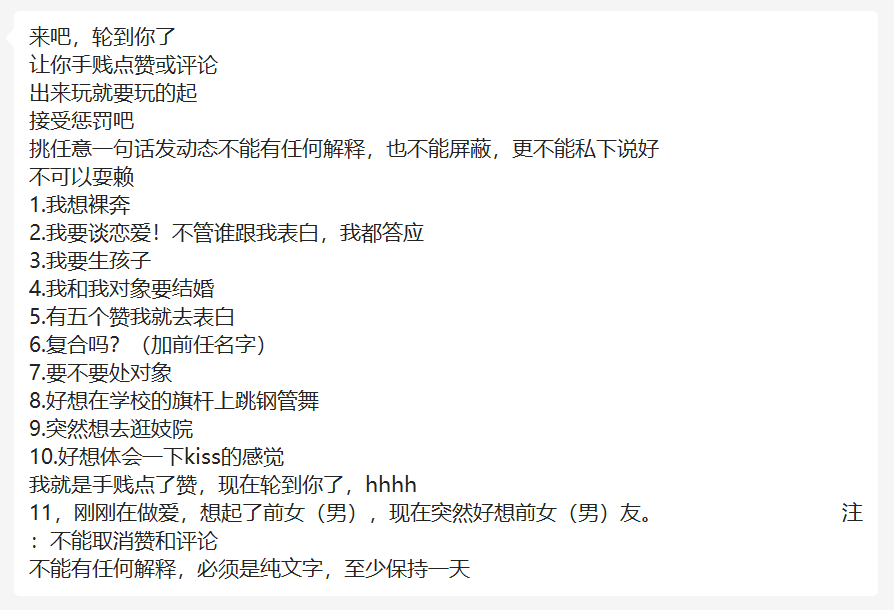 来吧，轮到你了
让你手贱点赞或评论
出来玩就要玩的起
接受惩罚吧
挑任意一句话发动态不能有任何解释，也不能屏蔽，更不能私下说好
不可以耍赖
1.我想裸奔
2.我要谈恋爱！不管谁跟我表白，我都答应
3.我要生孩子
4.我和我对象要结婚
5.有五个赞我就去表白
6.复合吗？（加前任名字）
7.要不要处对象
8.好想在学校的旗杆上跳钢管舞
9.突然想去逛妓院
10.好想体会一下kiss的感觉
我就是手贱点了赞，现在轮到你了，hhhh
11，刚刚在做爱，想起了前女（男），现在突然好想前女（男）友。 注
：不能取消赞和评论
不能有任何解释，必须是纯文字，至少保持一天